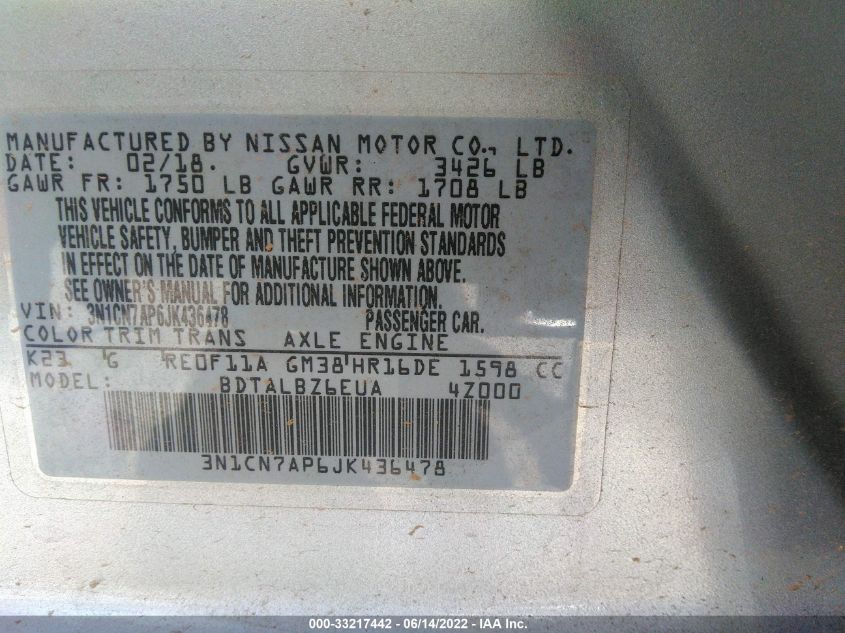 MANUFACTURED BY NISSAN MOTOR CO., LTD.
DATE: 02/18. GVWR: 3426 LB
GAWR FR: 1750 LB GAWR RR: 1708 LB
THIS VEHICLE CONFORMS TO ALL APPLICABLE FEDERAL MOTOR
VEHICLE SAFETY, BUMPER AND THEFT PREVENTION STANDARDS
IN EFFECT ON THE DATE OF MANUFACTURE SHOWN ABOVE.
SEE OWNER'S MANUAL FOR ADDITIONAL INFORMATION.
VIN: 3N1CN7AP6JK436478 PASSENGER CAR.
COLOR TRIM TRANS AXLE ENGINE
K23 G RE0F11A GM38 HR16DE 1598 CC
MODEL: BDTALBZ6EUA 4Z000
3N1CN7AP6JK436478
000-33217442 - 06/14/2022 - IAA Inc.